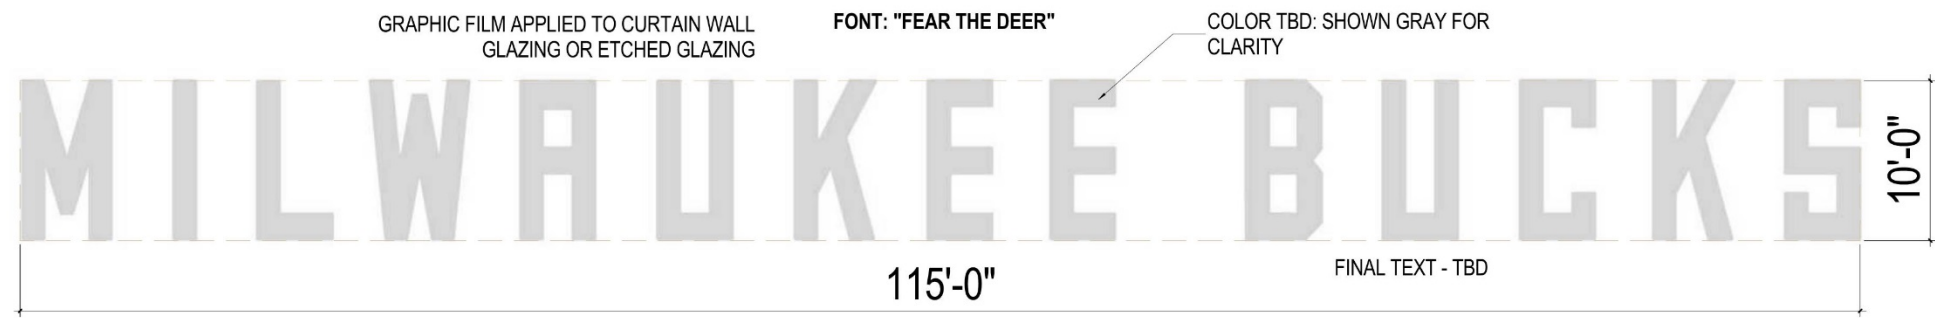 GRAPHIC FILM APPLIED TO CURTAIN WALL
GLAZING OR ETCHED GLAZING
FONT: "FEAR THE DEER"
COLOR TBD: SHOWN GRAY FOR
CLARITY
MILWAUKEE BUCKS
10'-0"
115'-0"
FINAL TEXT - TBD